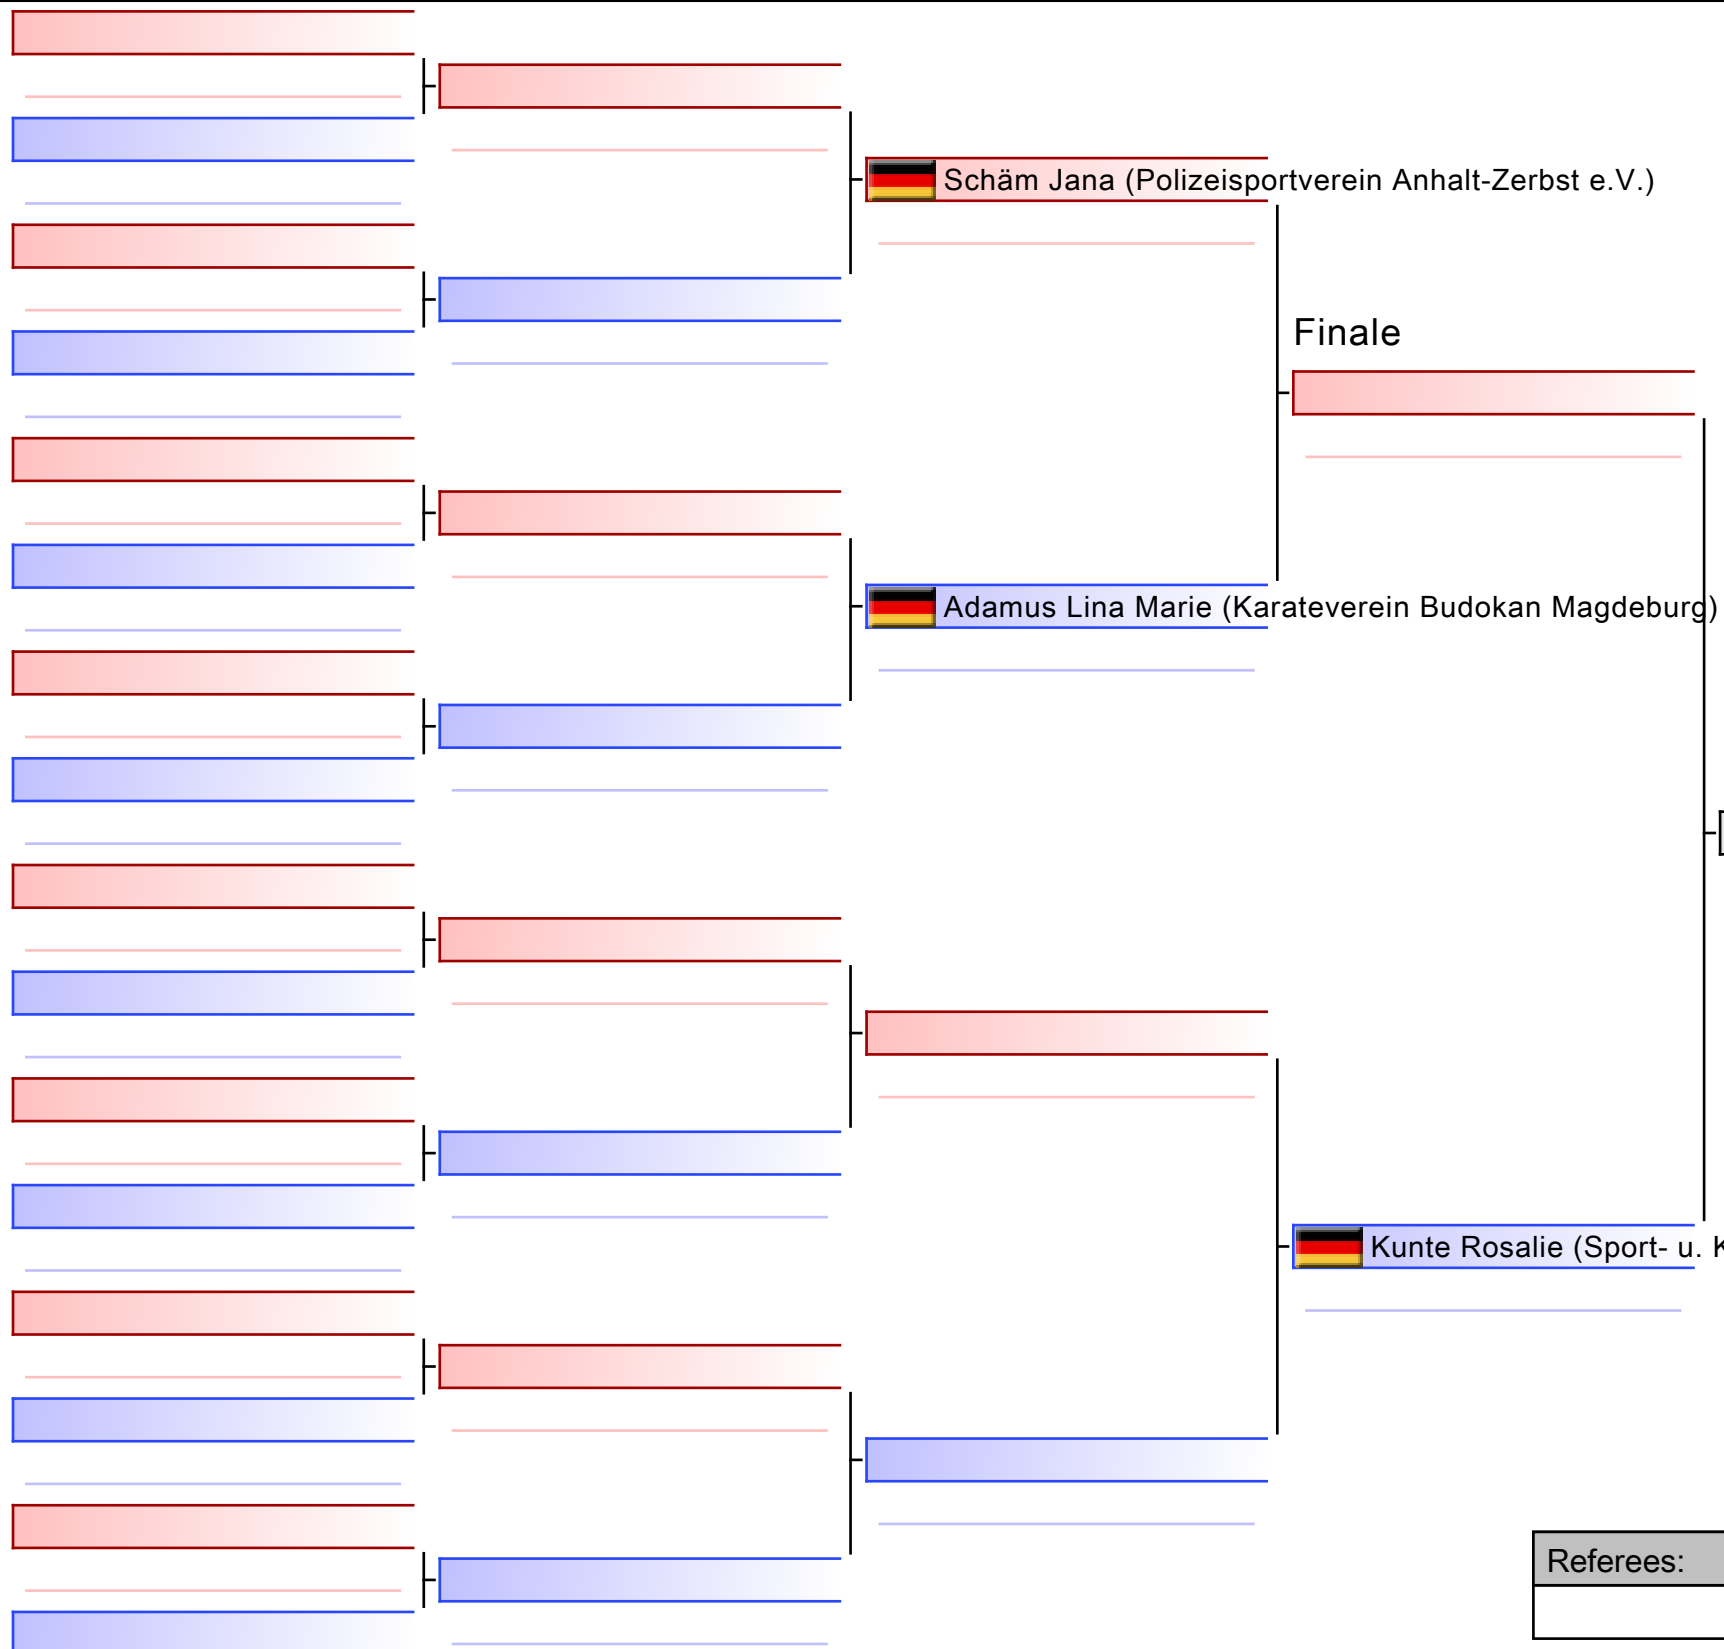 Schäm Jana (Polizeisportverein Anhalt-Zerbst e.V.)
Finale
Adamus Lina Marie (Karateverein Budokan Magdeburg)
Kunte Rosalie (Sport- u.
Referees: